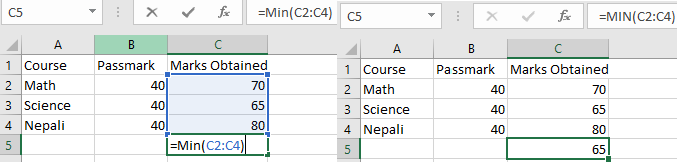 C5 =Min(C2:C4)
A B C
1 Course Passmark Marks Obtained
2 Math 40 70
3 Science 40 65
4 Nepali 40 80
5 =Min(C2:C4)
C5 =MIN(C2:C4)
A B C
1 Course Passmark Marks Obtained
2 Math 40 70
3 Science 40 65
4 Nepali 40 80
5 65